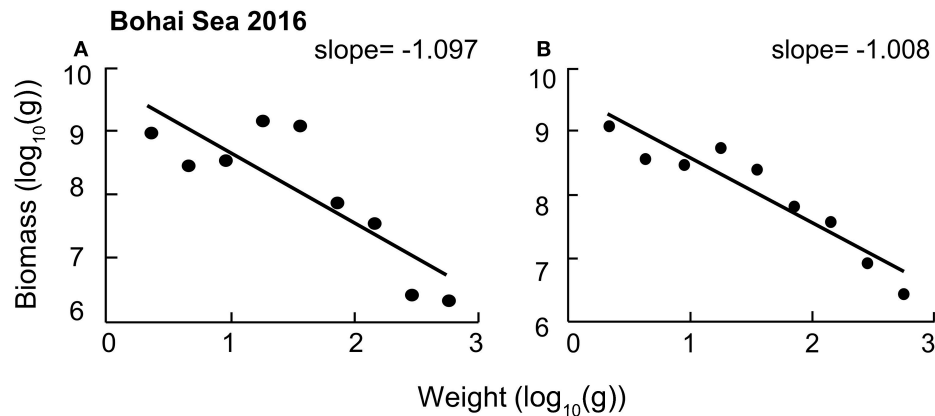 Bohai Sea 2016
A
slope= -1.097
B
slope= -1.008
Biomass (log10(g))
10
9
8
7
6
0 1 2 3
10
9
8
7
6
0 1 2 3
Weight (log10(g))